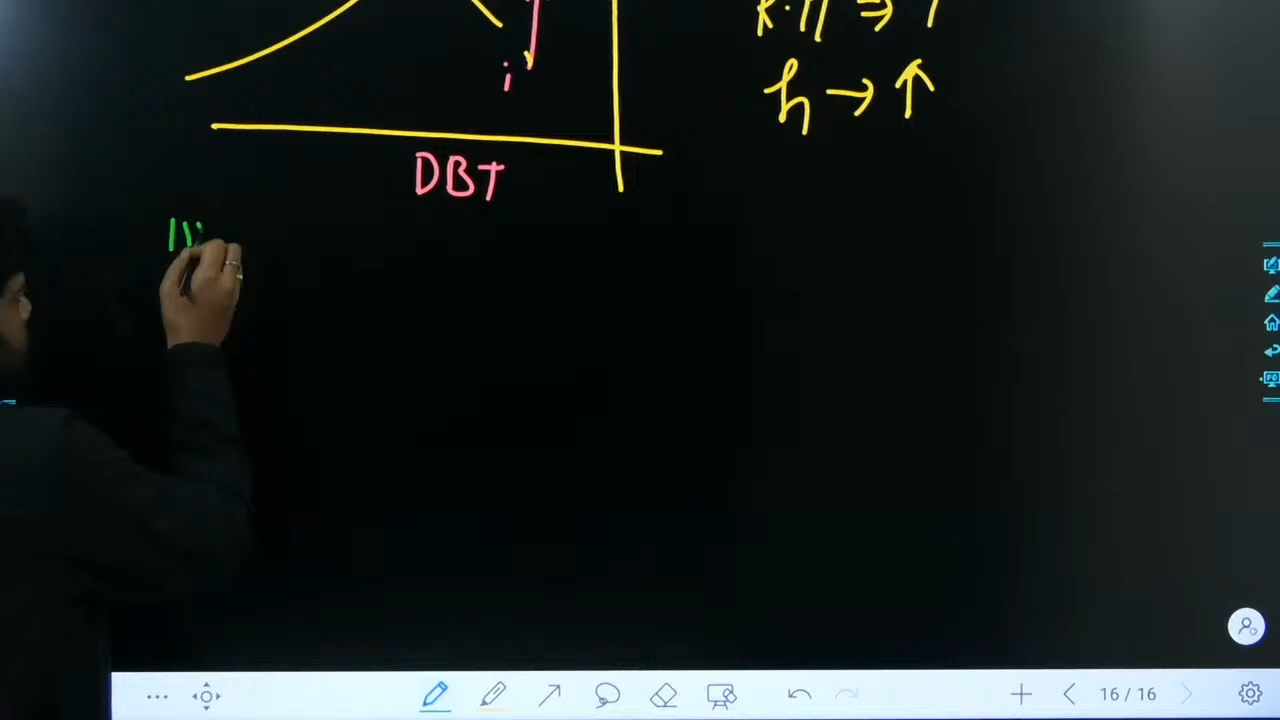 R.H ⇒ ↑
i
h → ↑
DBT
16 / 16